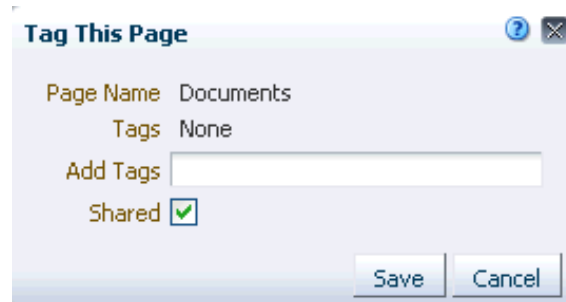 Tag This Page
Page Name Documents
Tags None
Add Tags
Shared
Save Cancel